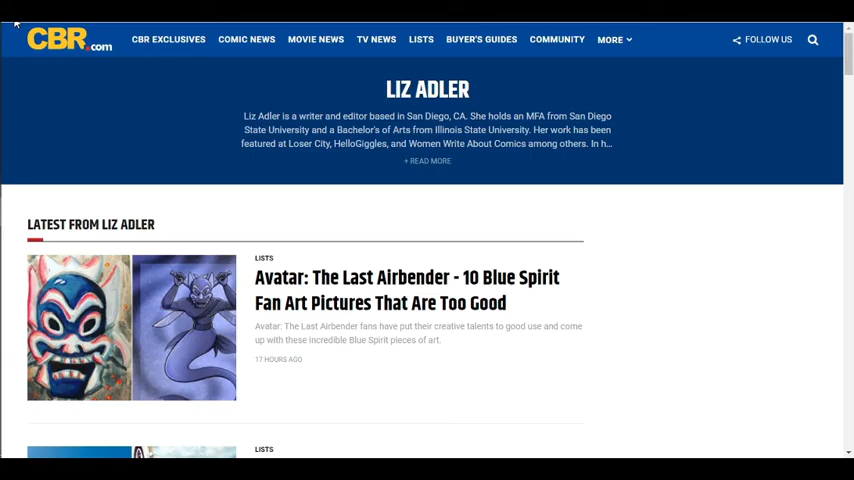 CBR.com
CBR EXCLUSIVES COMIC NEWS MOVIE NEWS TV NEWS LISTS BUYER'S GUIDES COMMUNITY MORE FOLLOW US
LIZ ADLER
Liz Adler is a writer and editor based in San Diego, CA. She holds an MFA from San Diego
State University and a Bachelor's of Arts from Illinois State University. Her work has been
featured at Loser City, HelloGiggles, and Women Write About Comics among others. In h...
+ READ MORE
LATEST FROM LIZ ADLER
LISTS
Avatar: The Last Airbender - 10 Blue Spirit
Fan Art Pictures That Are Too Good
Avatar: The Last Airbender fans have put their creative talents to good use and come
up with these incredible Blue Spirit pieces of art.
17 HOURS AGO
LISTS